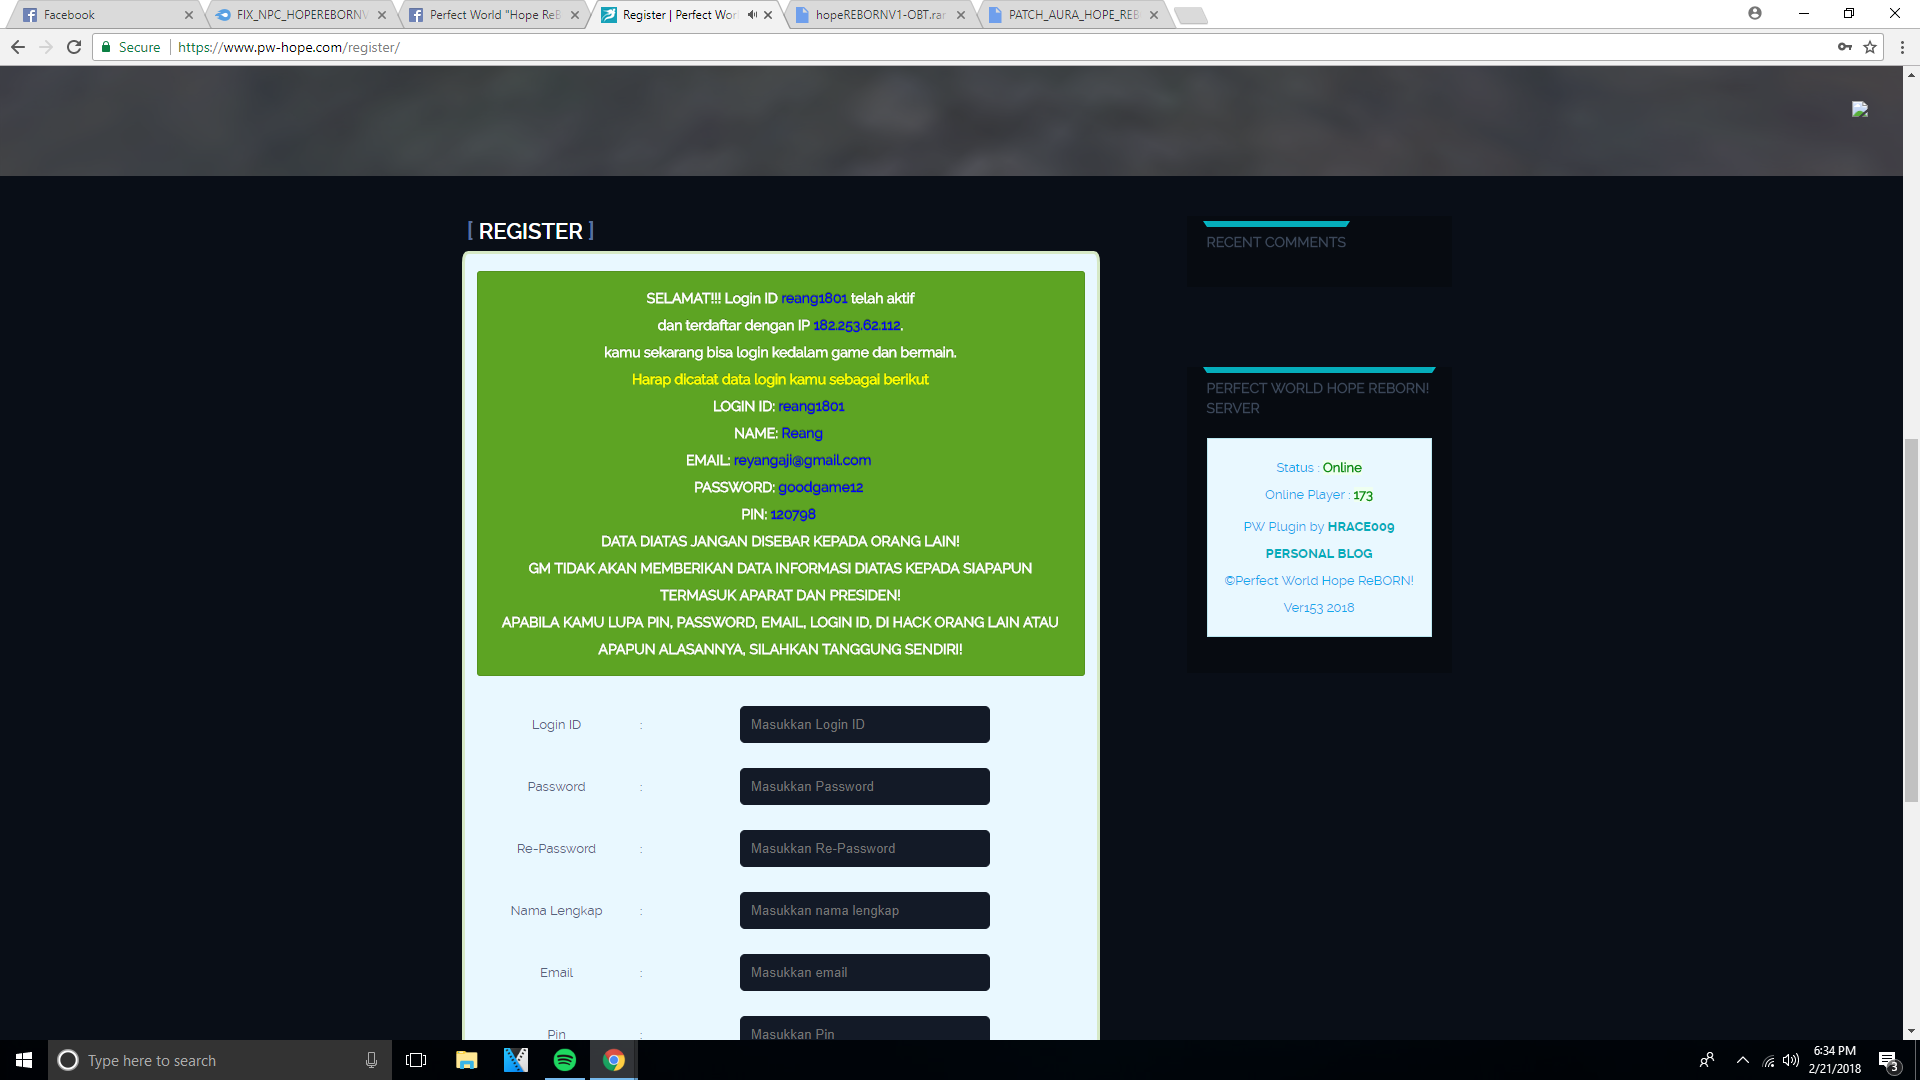 Facebook
FIX_NPC_HOPEREBORNV
Perfect World "Hope ReB
Register | Perfect Wor
hopeREBORNV1-OBT.rar
PATCH_AURA_HOPE_REB
Secure
https://www.pw-hope.com/register/
[ REGISTER ]
SELAMAT!!! Login ID reang1801 telah aktif
dan terdaftar dengan IP 182.253.62.112.
kamu sekarang bisa login kedalam game dan bermain.
Harap dicatat data login kamu sebagai berikut
LOGIN ID: reang1801
NAME: Reang
EMAIL: reyangaji@gmail.com
PASSWORD: goodgame12
PIN: 120798
DATA DIATAS JANGAN DISEBAR KEPADA ORANG LAIN!
GM TIDAK AKAN MEMBERIKAN DATA INFORMASI DIATAS KEPADA SIAPAPUN
TERMASUK APARAT DAN PRESIDEN!
APABILA KAMU LUPA PIN, PASSWORD, EMAIL, LOGIN ID, DI HACK ORANG LAIN ATAU
APAPUN ALASANNYA, SILAHKAN TANGGUNG SENDIRI!
Login ID : Masukkan Login ID
Password : Masukkan Password
Re-Password : Masukkan Re-Password
Nama Lengkap : Masukkan nama lengkap
Email : Masukkan email
Pin : Masukkan Pin
RECENT COMMENTS
PERFECT WORLD HOPE REBORN!
SERVER
Status : Online
Online Player : 173
PW Plugin by HRACE009
PERSONAL BLOG
©Perfect World Hope ReBORN!
Ver153 2018
Type here to search
6:34 PM
2/21/2018
3